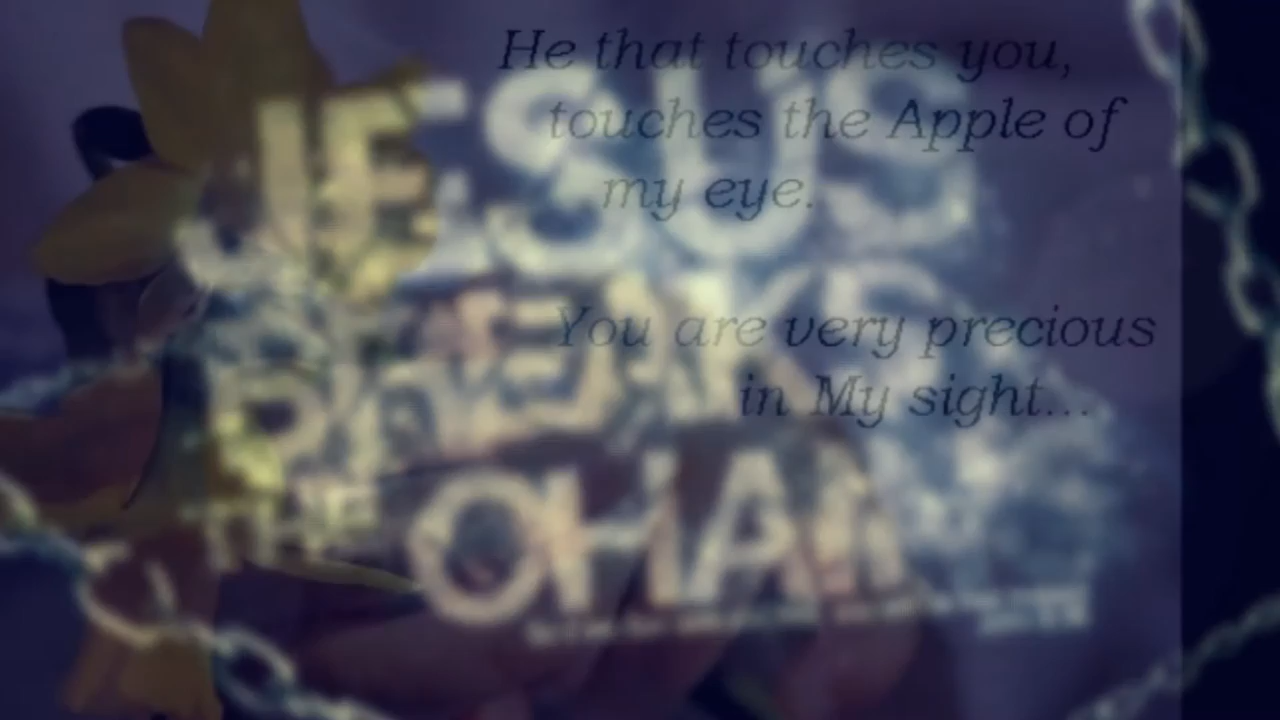 He that touches you,
touches the Apple of
my eye.
You are very precious
in My sight...
JESUS
BREAKS
THE CHAINS